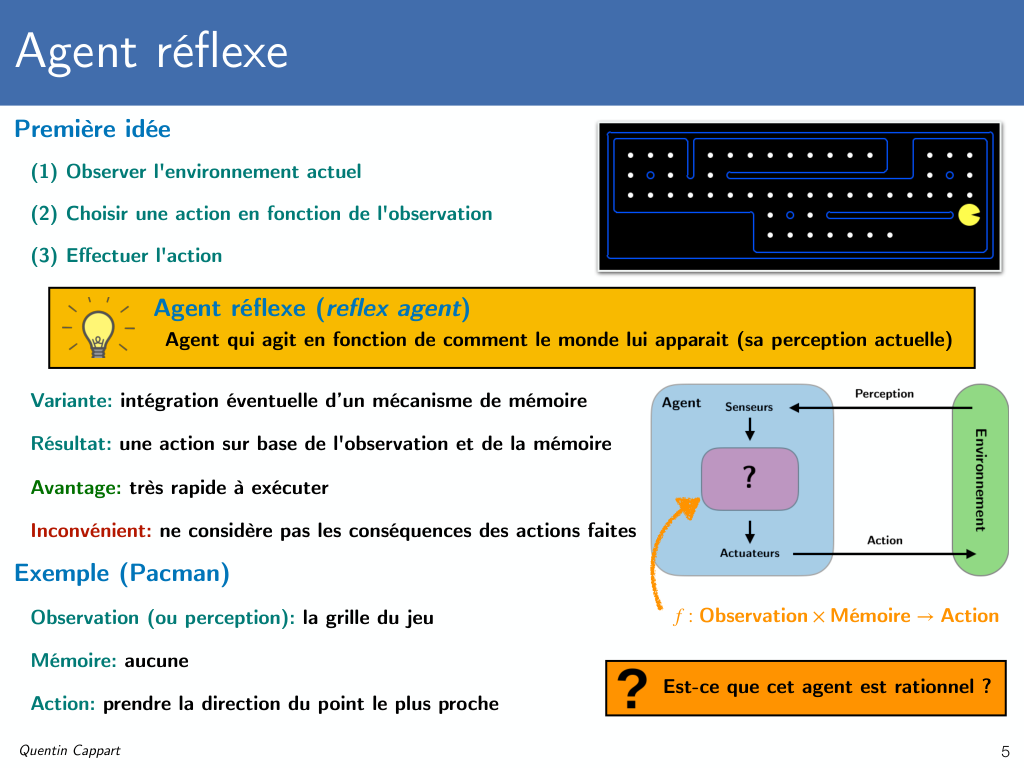 Agent réflexe
Première idée
(1) Observer l'environnement actuel
(2) Choisir une action en fonction de l'observation
(3) Effectuer l'action
Agent réflexe (reflex agent)
Agent qui agit en fonction de comment le monde lui apparait (sa perception actuelle)
Variante: intégration éventuelle d'un mécanisme de mémoire
Résultat: une action sur base de l'observation et de la mémoire
Avantage: très rapide à exécuter
Inconvénient: ne considère pas les conséquences des actions faites
Agent
Senseurs
Perception
?
Environnement
Actuateurs
Action
f : Observation × Mémoire → Action
Exemple (Pacman)
Observation (ou perception): la grille du jeu
Mémoire: aucune
Action: prendre la direction du point le plus proche
? Est-ce que cet agent est rationnel ?
Quentin Cappart
5